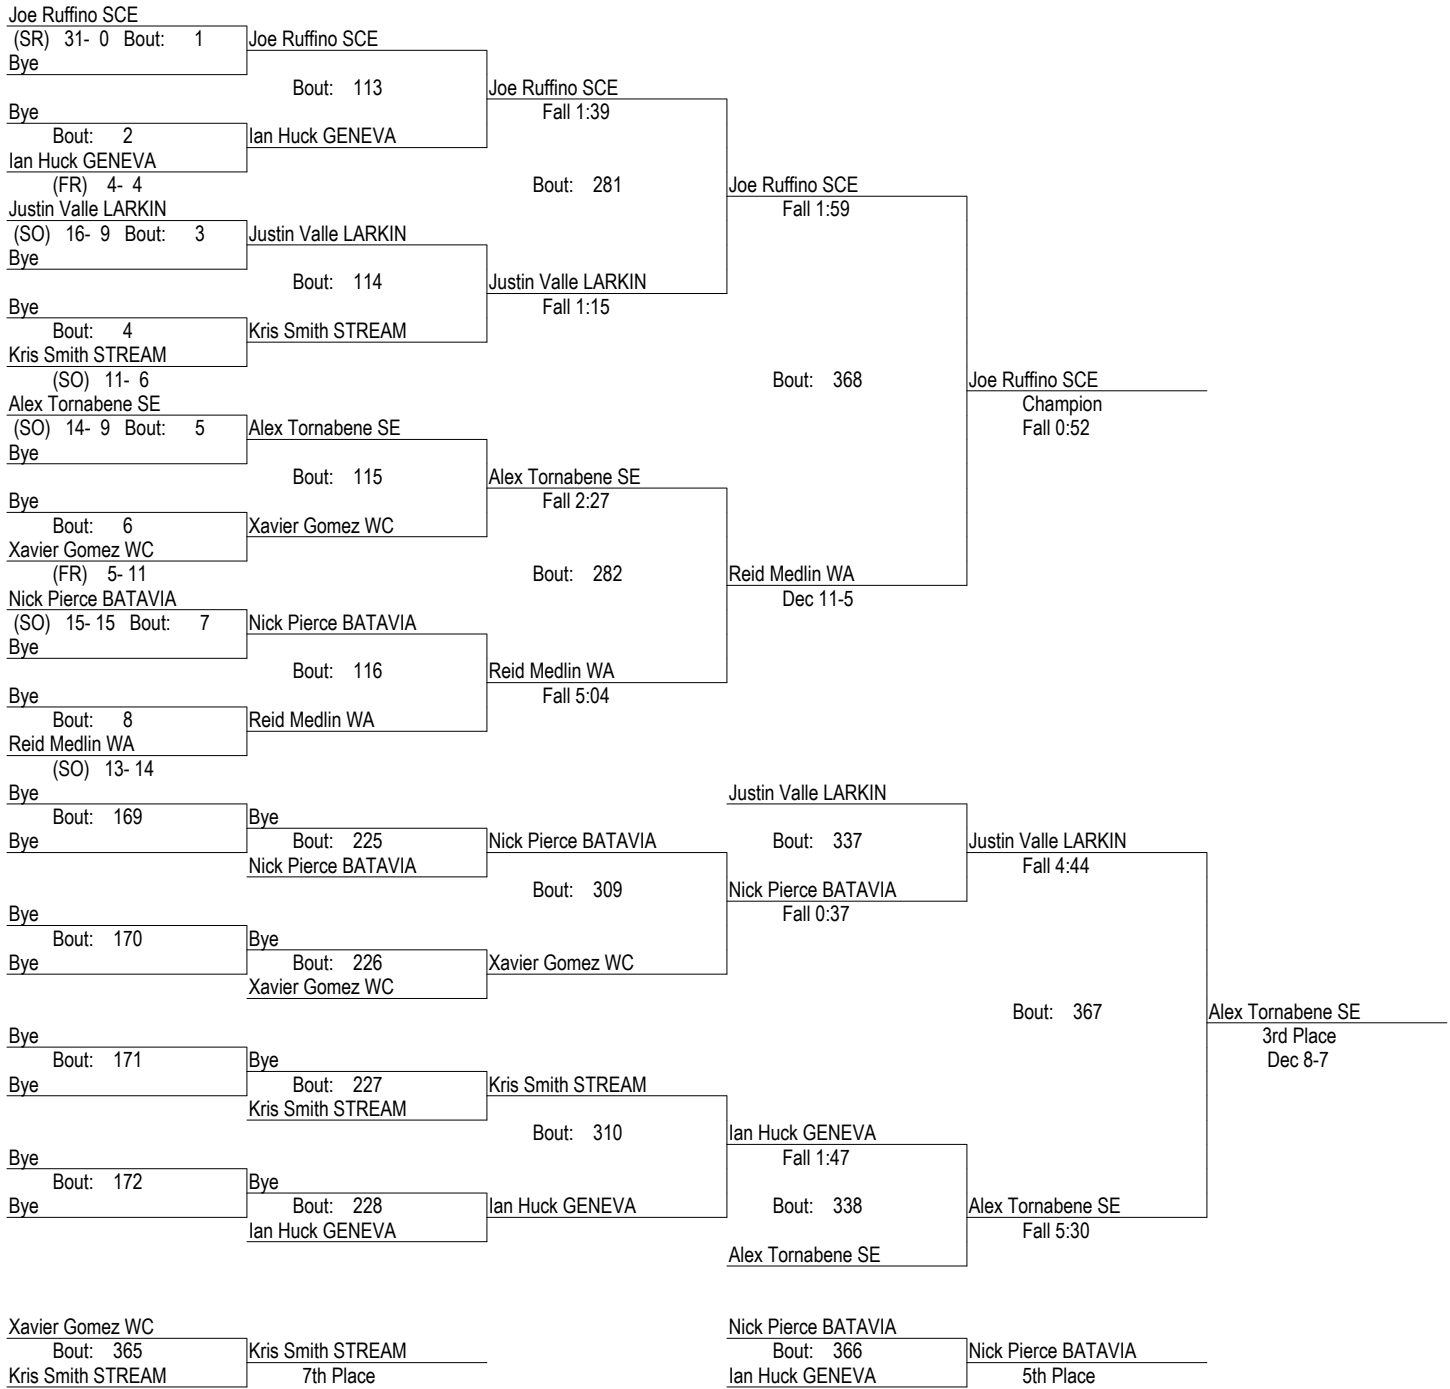 Joe Ruffino SCE
(SR) 31- 0 Bout: 1
Joe Ruffino SCE
Bye
Bout: 113
Joe Ruffino SCE
Fall 1:39
Bye
Bout: 2
Ian Huck GENEVA
Ian Huck GENEVA
(FR) 4- 4
Bout: 281
Joe Ruffino SCE
Fall 1:59
Justin Valle LARKIN
(SO) 16- 9 Bout: 3
Justin Valle LARKIN
Bye
Bout: 114
Justin Valle LARKIN
Fall 1:15
Bye
Bout: 4
Kris Smith STREAM
Kris Smith STREAM
(SO) 11- 6
Bout: 368
Joe Ruffino SCE
Champion
Fall 0:52
Alex Tornabene SE
(SO) 14- 9 Bout: 5
Alex Tornabene SE
Bye
Bout: 115
Alex Tornabene SE
Fall 2:27
Bye
Bout: 6
Xavier Gomez WC
Xavier Gomez WC
(FR) 5- 11
Bout: 282
Reid Medlin WA
Dec 11-5
Nick Pierce BATAVIA
(SO) 15- 15 Bout: 7
Nick Pierce BATAVIA
Bye
Bout: 116
Reid Medlin WA
Fall 5:04
Bye
Bout: 8
Reid Medlin WA
Reid Medlin WA
(SO) 13- 14
Bye
Bout: 169
Bye
Bye
Bout: 225
Nick Pierce BATAVIA
Nick Pierce BATAVIA
Justin Valle LARKIN
Bout: 337
Justin Valle LARKIN
Fall 4:44
Bout: 309
Nick Pierce BATAVIA
Fall 0:37
Bye
Bout: 170
Bye
Bye
Bout: 226
Xavier Gomez WC
Xavier Gomez WC
Bout: 367
Alex Tornabene SE
3rd Place
Dec 8-7
Bye
Bout: 171
Bye
Bye
Bout: 227
Kris Smith STREAM
Kris Smith STREAM
Bout: 310
Ian Huck GENEVA
Fall 1:47
Bye
Bout: 172
Bye
Bye
Bout: 228
Ian Huck GENEVA
Ian Huck GENEVA
Bout: 338
Alex Tornabene SE
Fall 5:30
Alex Tornabene SE
Xavier Gomez WC
Bout: 365
Kris Smith STREAM
Kris Smith STREAM
7th Place
Nick Pierce BATAVIA
Bout: 366
Ian Huck GENEVA
Nick Pierce BATAVIA
5th Place